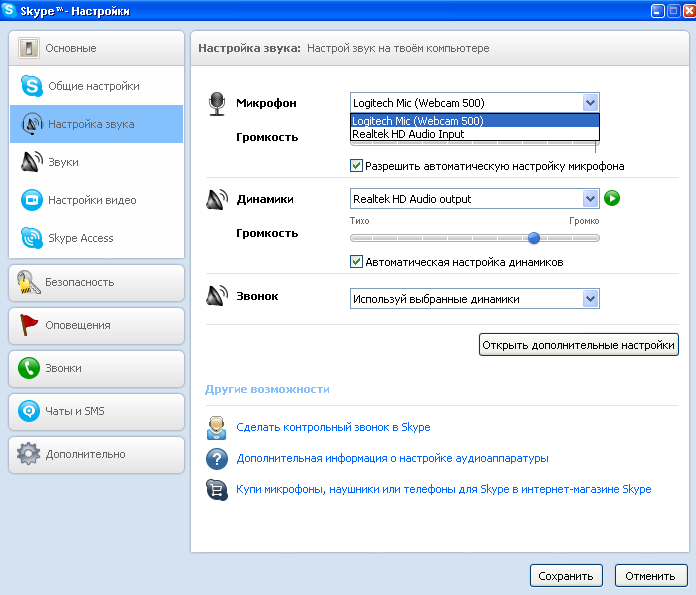 Skype™ - Настройки
Основные
Общие настройки
Настройка звука
Звуки
Настройки видео
Skype Access
Безопасность
Оповещения
Звонки
Чаты и SMS
Дополнительно
Настройка звука: Настрой звук на твоём компьютере
Микрофон
Logitech Mic (Webcam 500)
Logitech Mic (Webcam 500)
Realtek HD Audio Input
Громкость
Разрешить автоматическую настройку микрофона
Динамики
Realtek HD Audio output
Тихо Громко
Громкость
Автоматическая настройка динамиков
Звонок
Используй выбранные динамики
Открыть дополнительные настройки
Другие возможности
Сделать контрольный звонок в Skype
Дополнительная информация о настройке аудиоаппаратуры
Купи микрофоны, наушники или телефоны для Skype в интернет-магазине Skype
Сохранить
Отменить